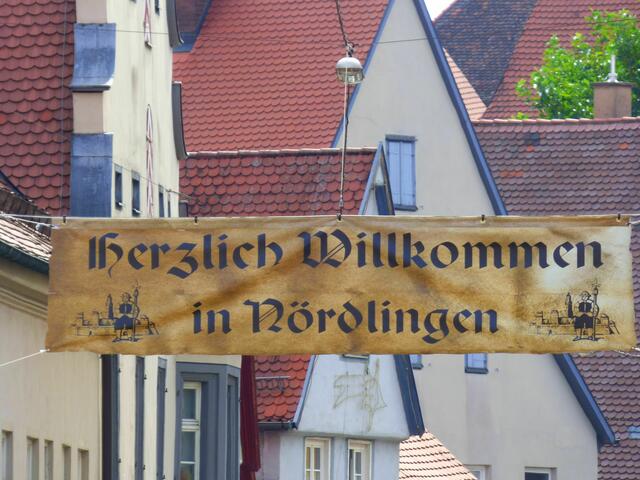 Herzlich Willkommen
in Nördlingen